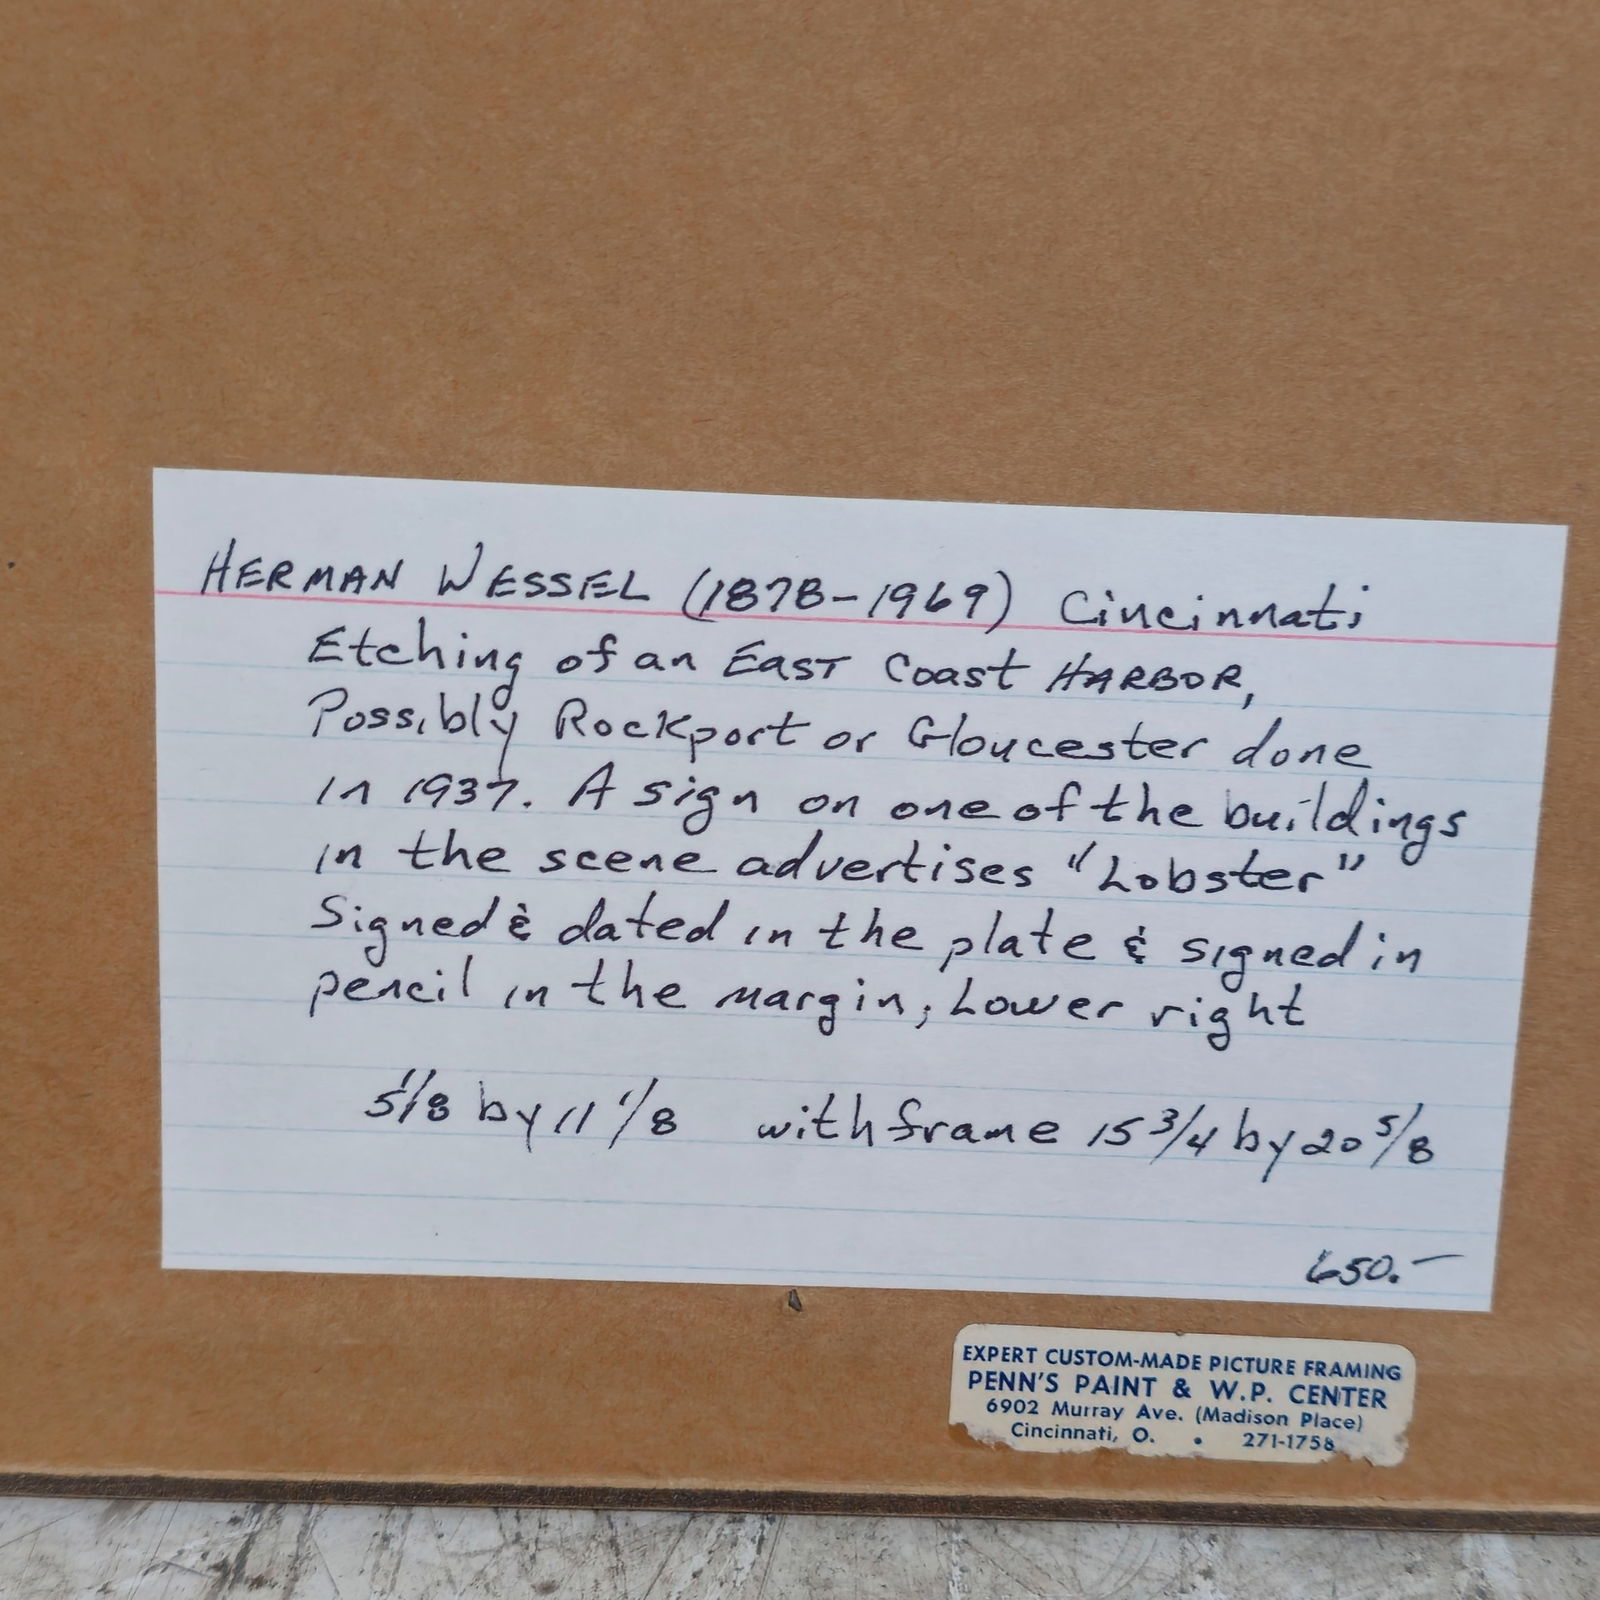 HERMAN WESSEL (1878-1969) Cincinnati
Etching of an EAST Coast HARBOR,
Possibly Rockport or Gloucester done
in 1937. A sign on one of the buildings
in the scene advertises "Lobster"
Signed & dated in the plate & signed in
pencil in the margin, Lower right
5 1/8 by 11 1/8 with frame 15 3/4 by 20 5/8
650.—
EXPERT CUSTOM-MADE PICTURE FRAMING
PENN'S PAINT & W.P. CENTER
6902 Murray Ave. (Madison Place)
Cincinnati, O. • 271-1758